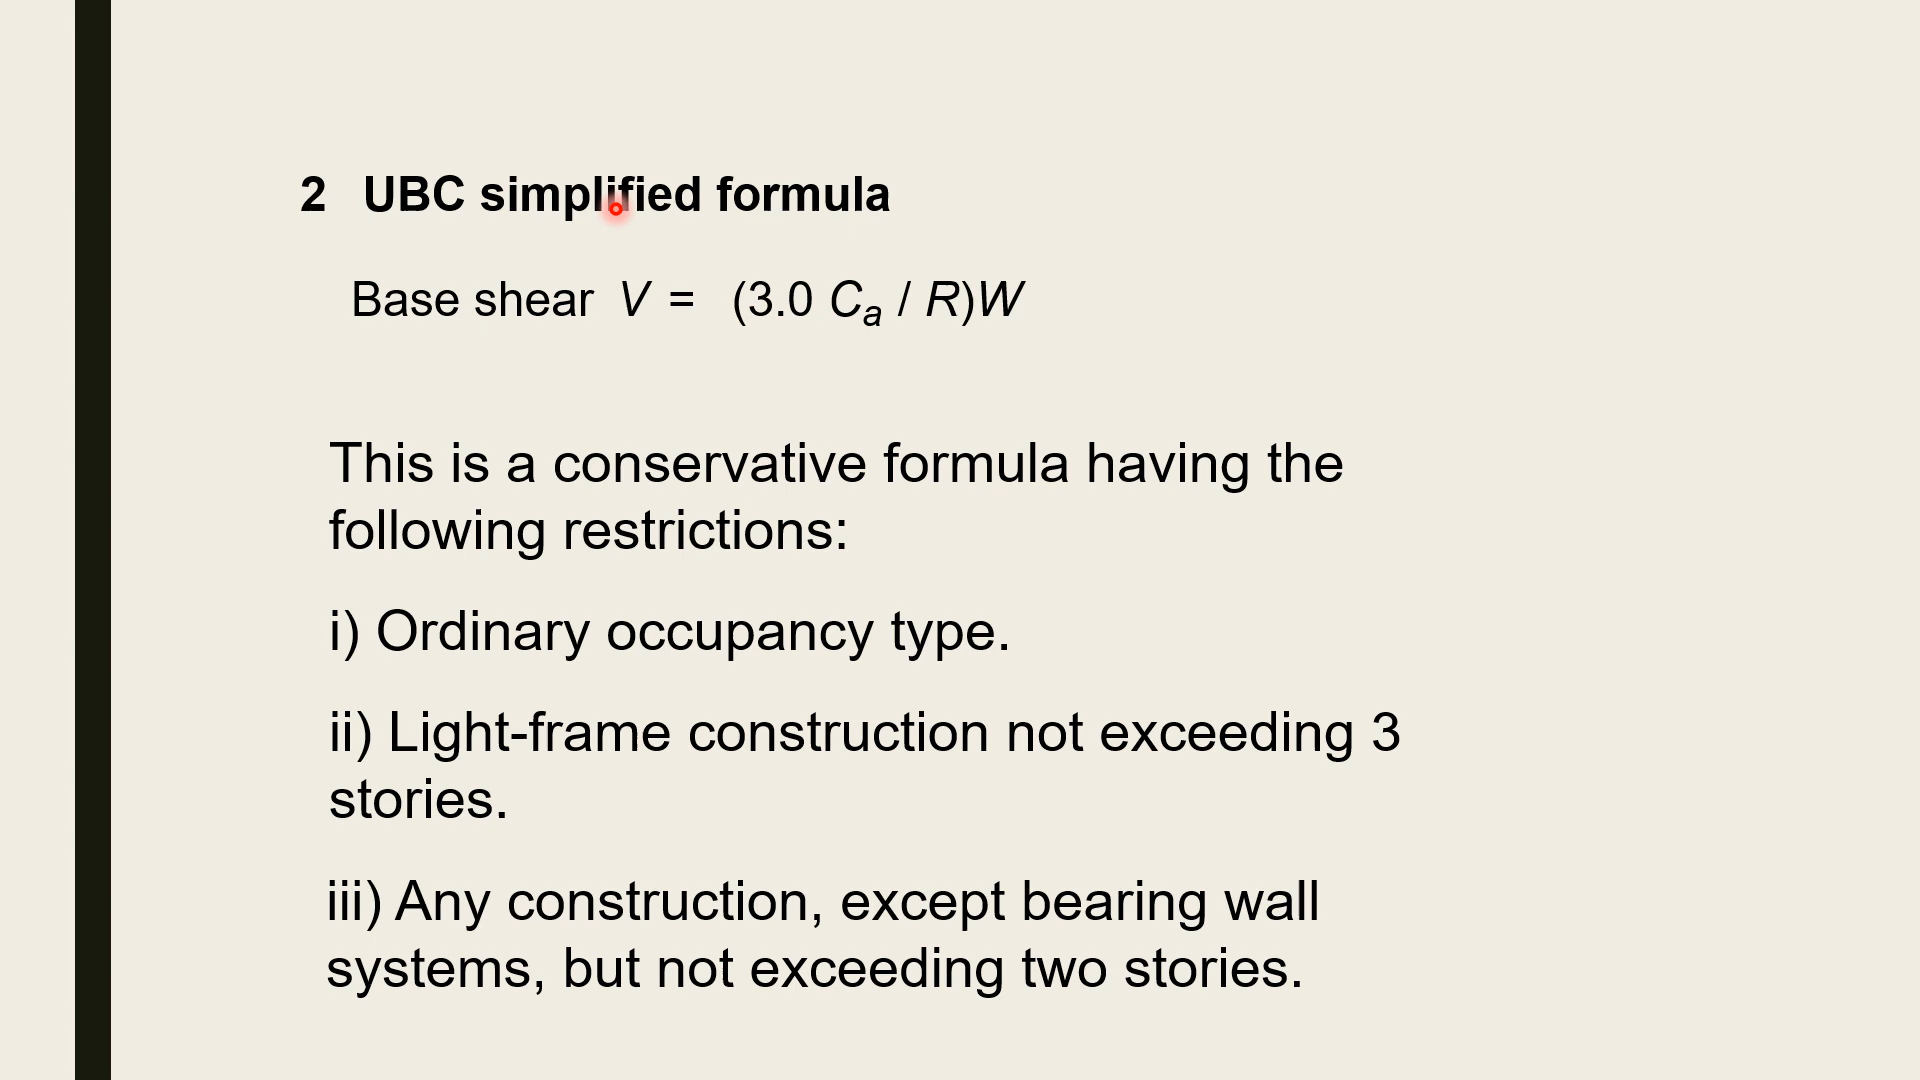 2 UBC simplified formula
Base shear V = (3.0 Cₐ / R)W
This is a conservative formula having the
following restrictions:
i) Ordinary occupancy type.
ii) Light-frame construction not exceeding 3
stories.
iii) Any construction, except bearing wall
systems, but not exceeding two stories.